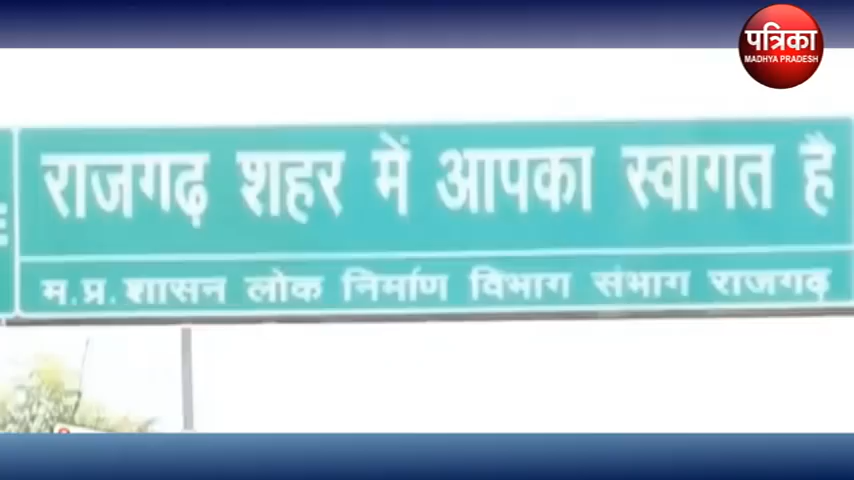 पत्रिका
MADHYA PRADESH
राजगढ़ शहर में आपका स्वागत है
म.प्र. शासन लोक निर्माण विभाग संभाग राजगढ़